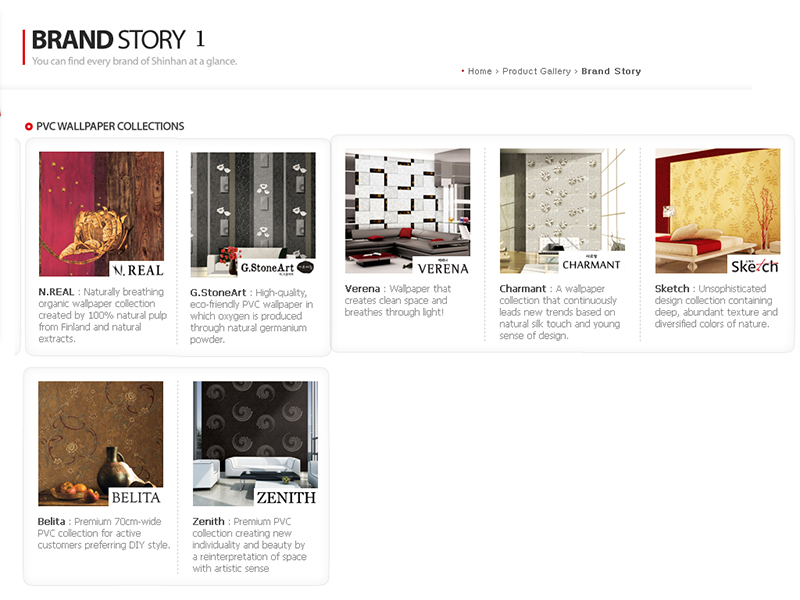 BRAND STORY 1
You can find every brand of Shinhan at a glance.
• Home › Product Gallery › Brand Story
PVC WALLPAPER COLLECTIONS
N.REAL
N.REAL : Naturally breathing
organic wallpaper collection
created by 100% natural pulp
from Finland and natural
extracts.
G.StoneArt
G.StoneArt : High-quality,
eco-friendly PVC wallpaper in
which oxygen is produced
through natural germanium
powder.
VERENA
Verena : Wallpaper that
creates clean space and
breathes through light!
CHARMANT
Charmant : A wallpaper
collection that continuously
leads new trends based on
natural silk touch and young
sense of design.
Sketch
Sketch : Unsophisticated
design collection containing
deep, abundant texture and
diversified colors of nature.
BELITA
Belita : Premium 70cm-wide
PVC collection for active
customers preferring DIY style.
ZENITH
Zenith : Premium PVC
collection creating new
individuality and beauty by
a reinterpretation of space
with artistic sense